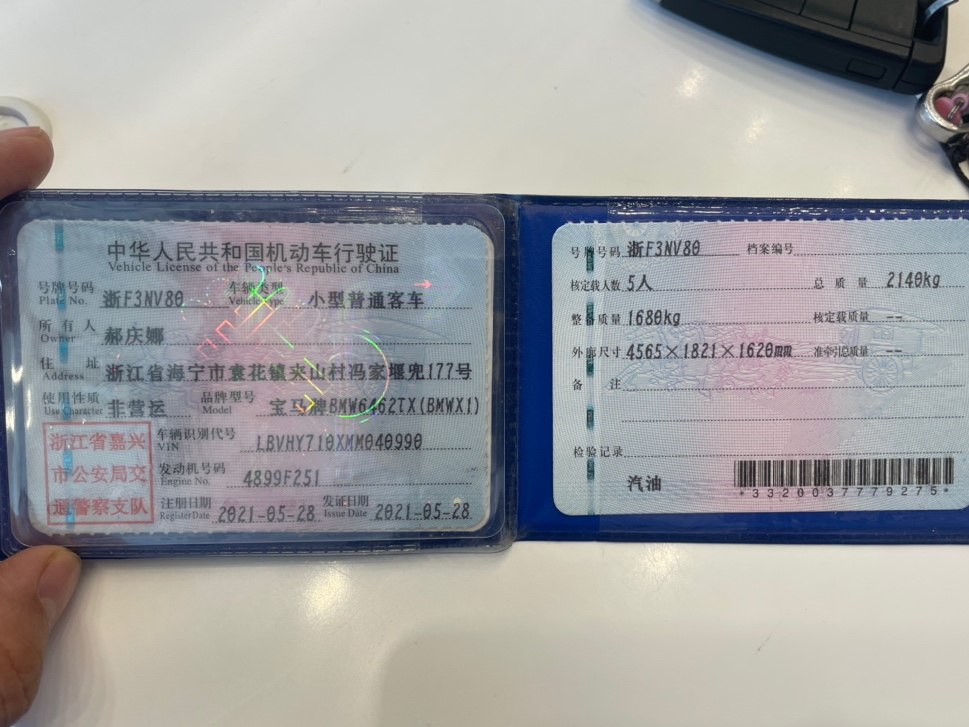 中华人民共和国机动车行驶证
Vehicle License of the People's Republic of China
号牌号码 Plate No. 浙F3NV80 车辆类型 Vehicle Type 小型普通客车
所有人 Owner 郝庆娜
住址 Address 浙江省海宁市袁花镇夹山村冯家堰兜177号
使用性质 Use Character 非营运 品牌型号 Model 宝马牌BMW6462TX(BMWX1)
浙江省嘉兴
市公安局交
通警察支队
车辆识别代号 VIN LBVHY710XMM040990
发动机号码 Engine No. 4899F251
注册日期 Register Date 2021-05-28 发证日期 Issue Date 2021-05-28
号牌号码 浙F3NV80 档案编号
核定载人数 5人 总质量 2140kg
整备质量 1680kg 核定载质量 --
外廓尺寸 4565×1821×1620mm 准牵引总质量 --
备注
检验记录
汽油
*3320037779275*